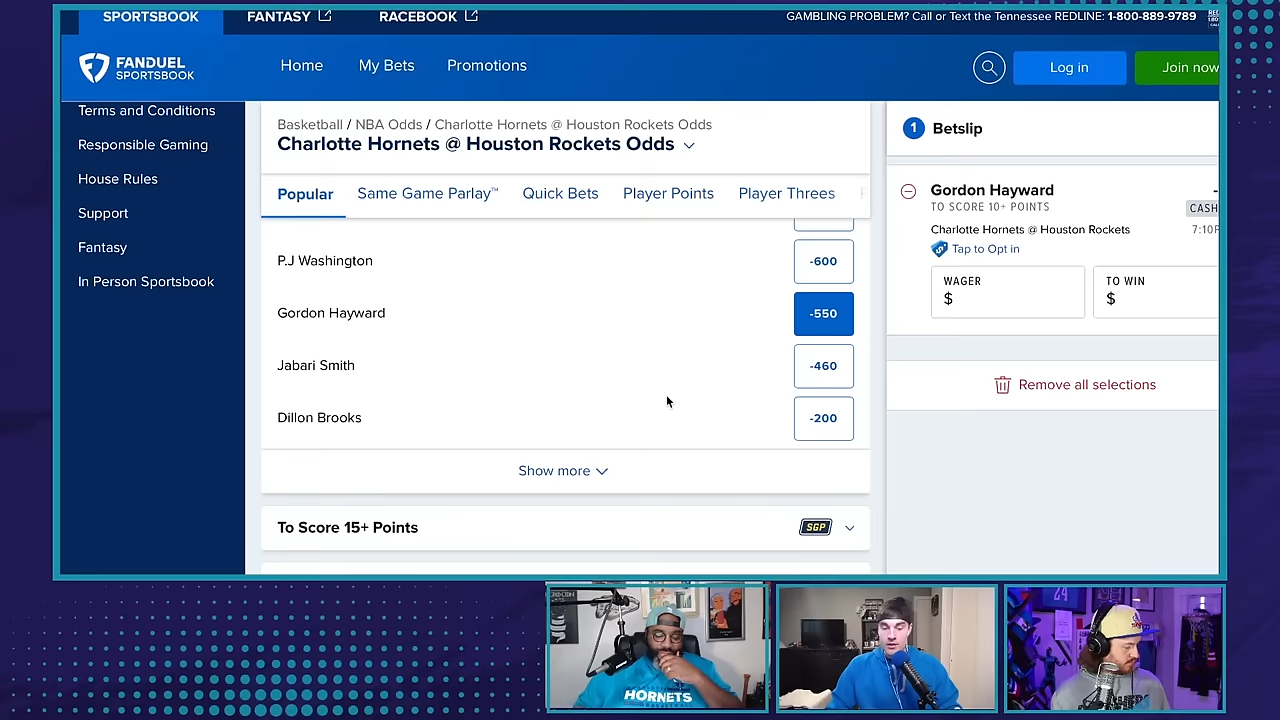 SPORTSBOOK
FANTASY
RACEBOOK
GAMBLING PROBLEM? Call or Text the Tennessee REDLINE: 1-800-889-9789
FANDUEL
SPORTSBOOK
Home
My Bets
Promotions
Log in
Join now
Terms and Conditions
Responsible Gaming
House Rules
Support
Fantasy
In Person Sportsbook
Basketball / NBA Odds / Charlotte Hornets @ Houston Rockets Odds
Charlotte Hornets @ Houston Rockets Odds
Popular
Same Game Parlay™
Quick Bets
Player Points
Player Threes
P.J Washington
-600
Gordon Hayward
-550
Jabari Smith
-460
Dillon Brooks
-200
Show more
To Score 15+ Points
SGP
1
Betslip
Gordon Hayward
-
TO SCORE 10+ POINTS
CASH
Charlotte Hornets @ Houston Rockets
7:10P
Tap to Opt in
WAGER
$
TO WIN
$
Remove all selections
HORNETS
24